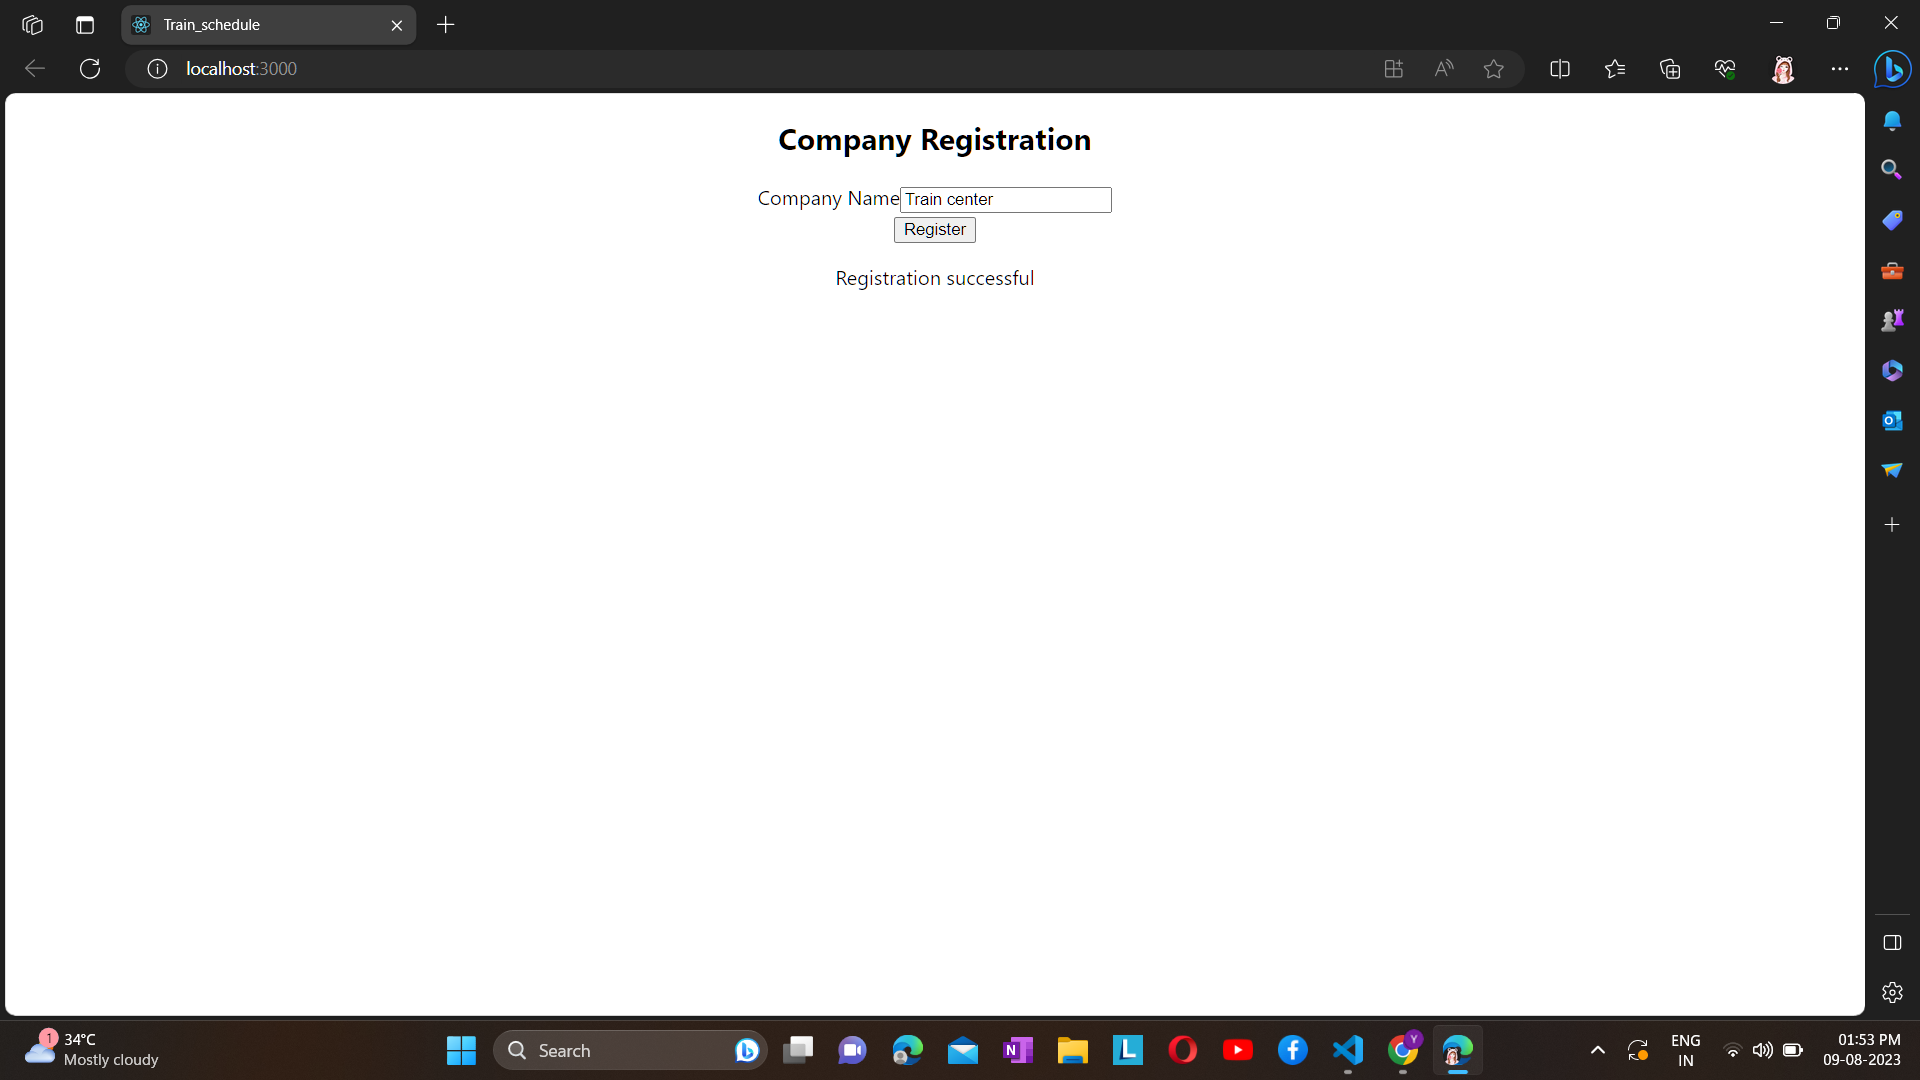 Train_schedule
localhost:3000
Company Registration
Company Name Train center
Register
Registration successful
1
34°C
Mostly cloudy
Search
N
L
Y
ENG
IN
01:53 PM
09-08-2023